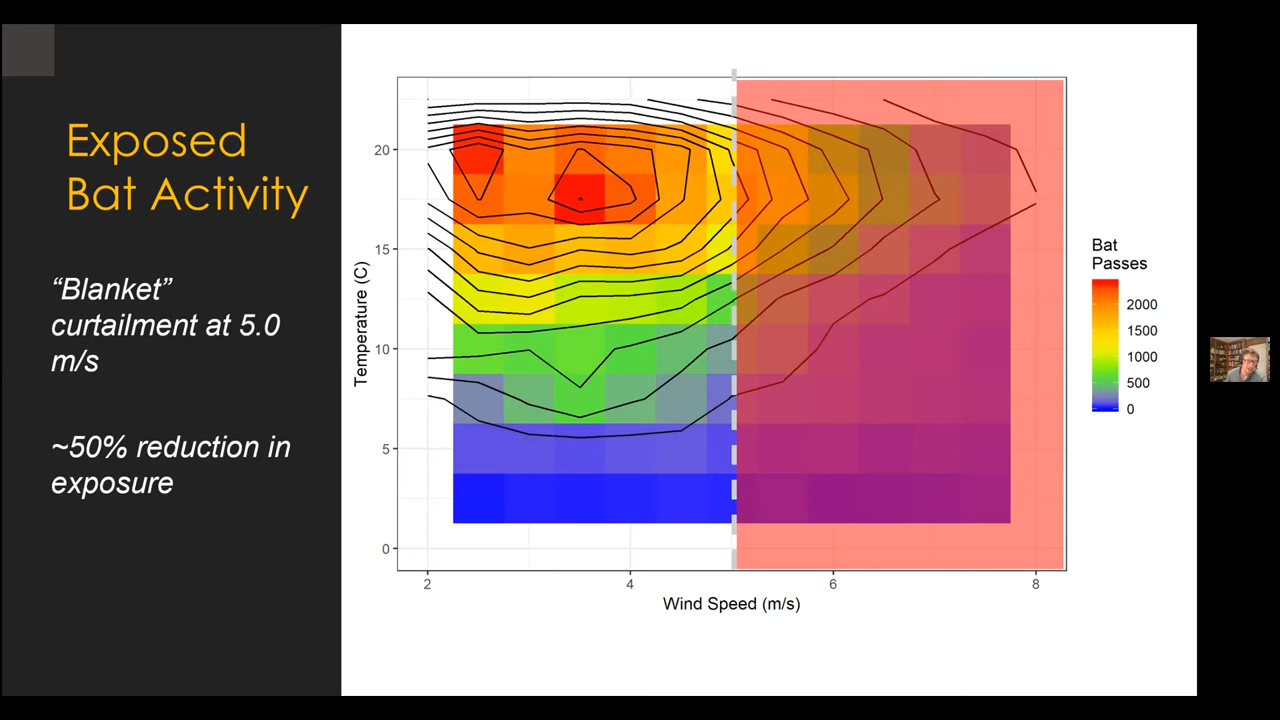 Exposed
Bat Activity
“Blanket”
curtailment at 5.0
m/s
~50% reduction in
exposure
Temperature (C)
20
15
10
5
0
2
4
6
8
Wind Speed (m/s)
Bat
Passes
2000
1500
1000
500
0